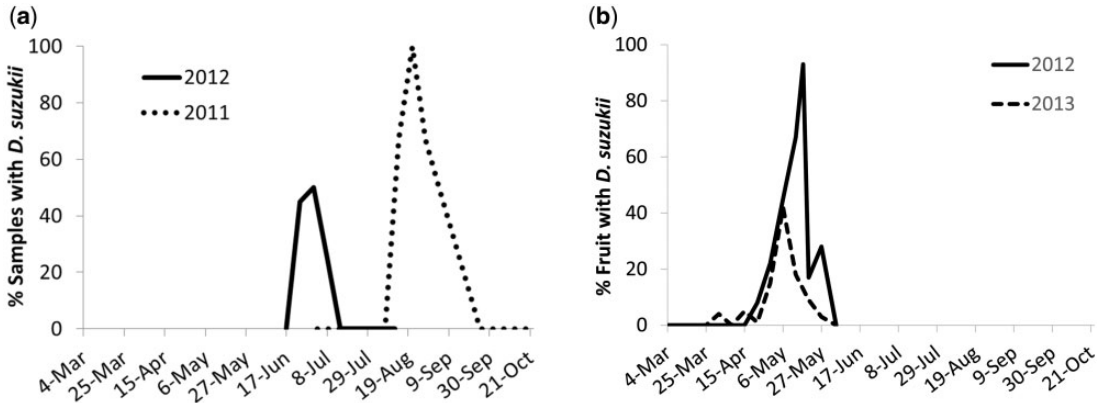 (a)
% Samples with D. suzukii
100
80
60
40
20
0
2012
2011
4-Mar
25-Mar
15-Apr
6-May
27-May
17-Jun
8-Jul
29-Jul
19-Aug
9-Sep
30-Sep
21-Oct
(b)
% Fruit with D. suzukii
100
80
60
40
20
0
2012
2013
4-Mar
25-Mar
15-Apr
6-May
27-May
17-Jun
8-Jul
29-Jul
19-Aug
9-Sep
30-Sep
21-Oct